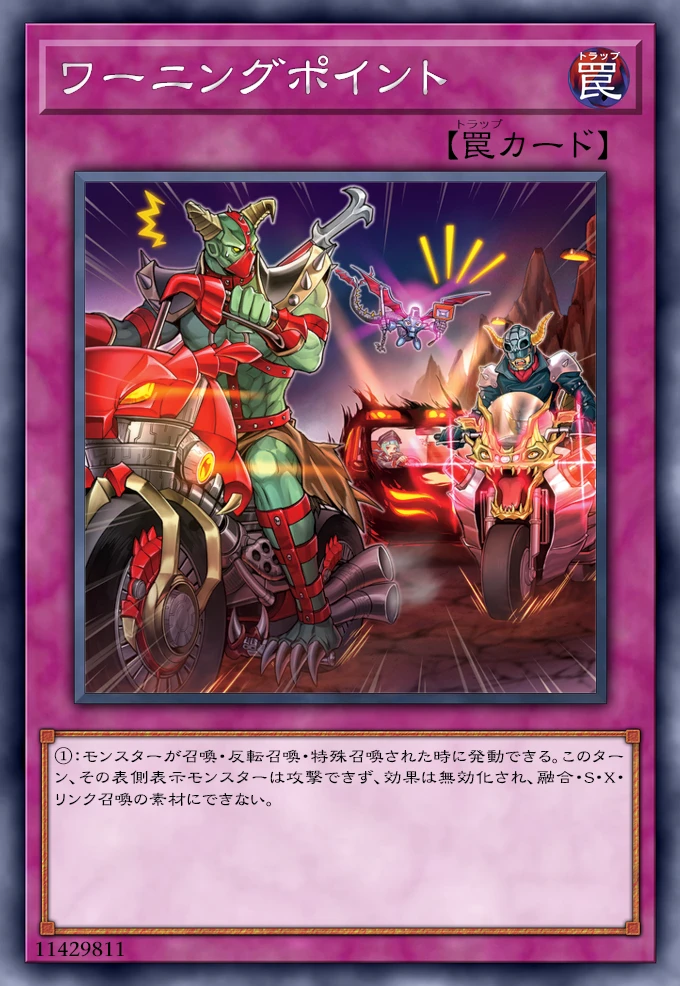 ワーニングポイント
トラップ
罠
トラップ
【罠カード】
①:モンスターが召喚・反転召喚・特殊召喚された時に発動できる。このター
ン、その表側表示モンスターは攻撃できず、効果は無効化され、融合・S・X・
リンク召喚の素材にできない。
11429811